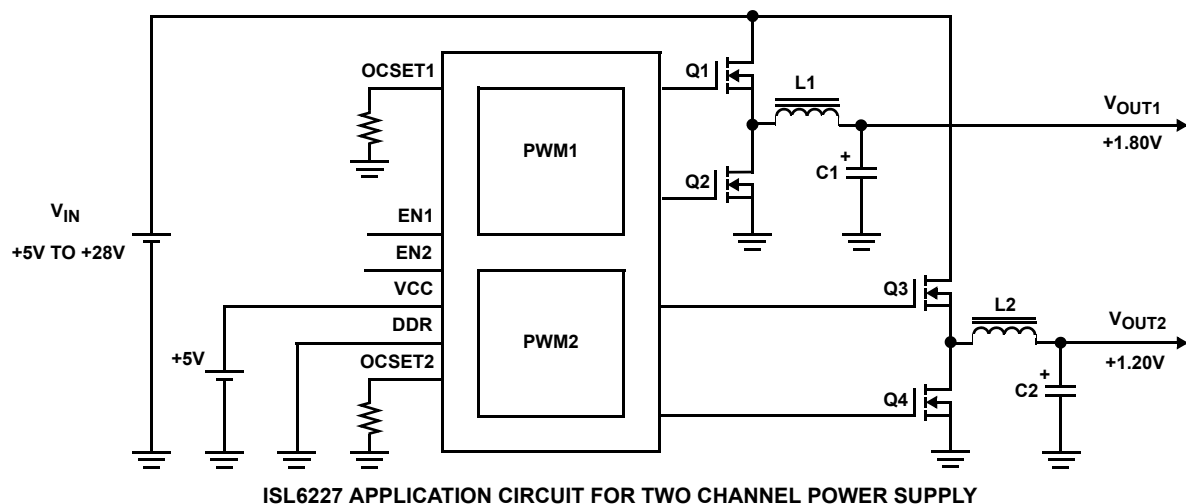 OCSET1
Q1
L1
VOUT1
+1.80V
PWM1
C1
+
Q2
VIN
+5V TO +28V
EN1
EN2
VCC
Q3
L2
DDR
VOUT2
+1.20V
PWM2
+5V
OCSET2
C2
+
Q4
ISL6227 APPLICATION CIRCUIT FOR TWO CHANNEL POWER SUPPLY